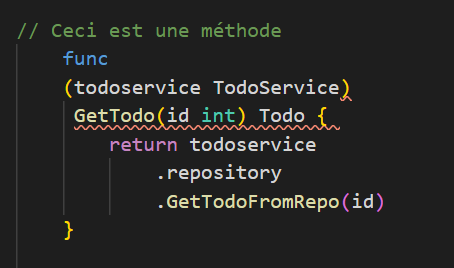 // Ceci est une méthode
func
(todoservice TodoService)
GetTodo(id int) Todo {
return todoservice
.repository
.GetTodoFromRepo(id)
}